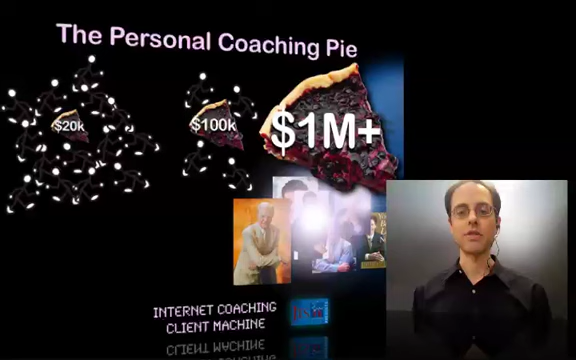 The Personal Coaching Pie
$20k
$100k
$1M+
INTERNET COACHING
CLIENT MACHINE